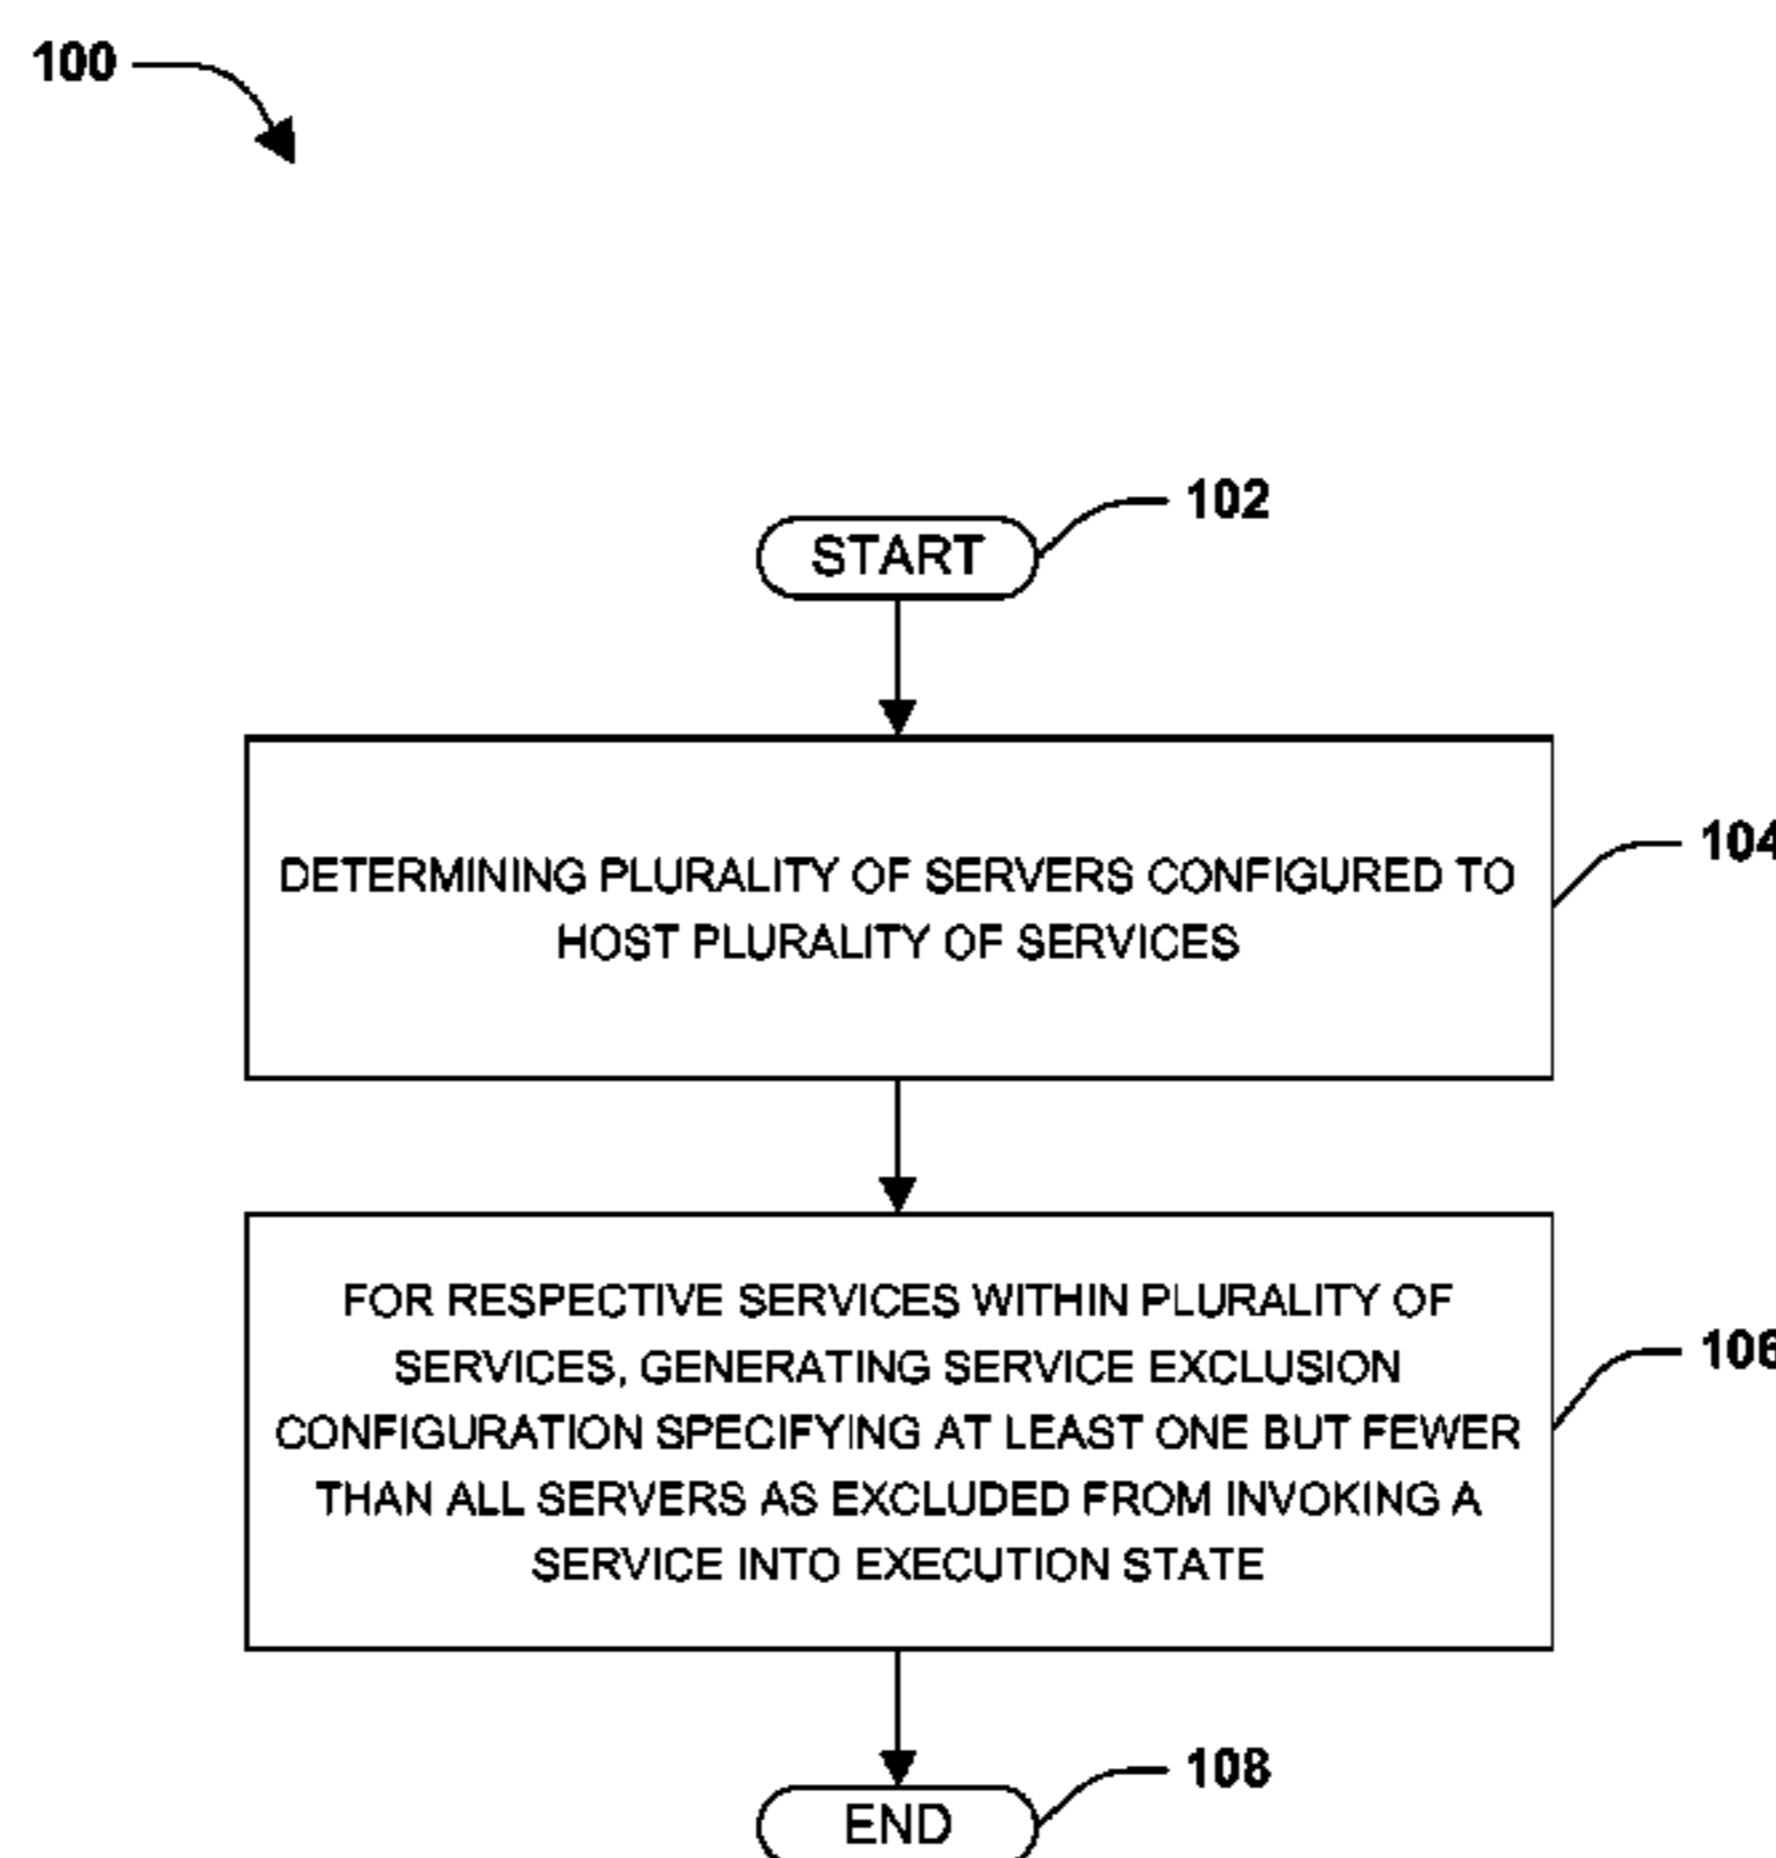 100
102
START
104
DETERMINING PLURALITY OF SERVERS CONFIGURED TO
HOST PLURALITY OF SERVICES
FOR RESPECTIVE SERVICES WITHIN PLURALITY OF
SERVICES, GENERATING SERVICE EXCLUSION
106
CONFIGURATION SPECIFYING AT LEAST ONE BUT FEWER
THAN ALL SERVERS AS EXCLUDED FROM INVOKING A
SERVICE INTO EXECUTION STATE
108
END